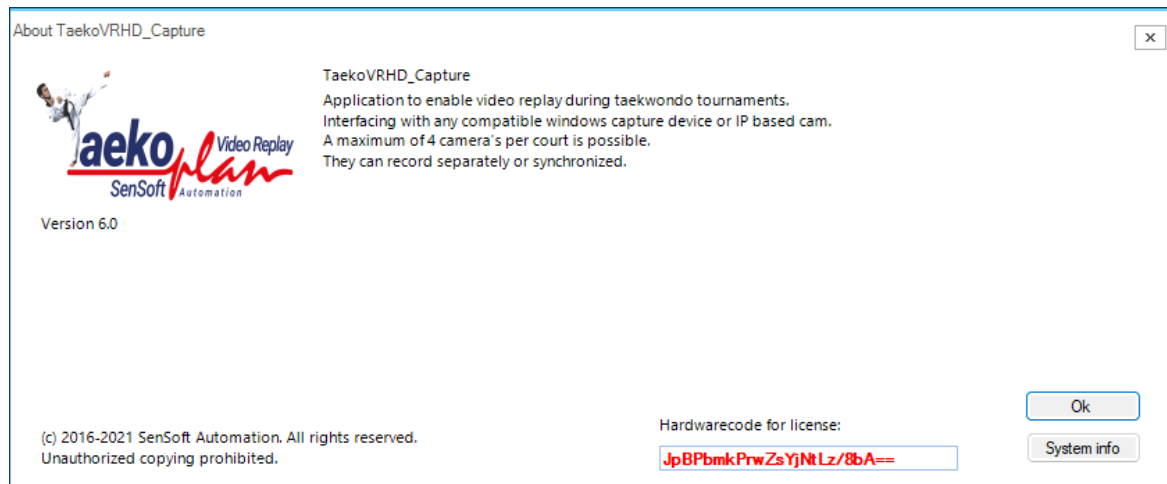 About TaekoVRHD_Capture
x
TaekoVRHD_Capture
Application to enable video replay during taekwondo tournaments.
Interfacing with any compatible windows capture device or IP based cam.
A maximum of 4 camera's per court is possible.
They can record separately or synchronized.
Taeko plan Video Replay
SenSoft Automation
Version 6.0
(c) 2016-2021 SenSoft Automation. All rights reserved.
Unauthorized copying prohibited.
Hardwarecode for license:
JpBPbmkPrwZsYjNtLz/8bA==
Ok
System info